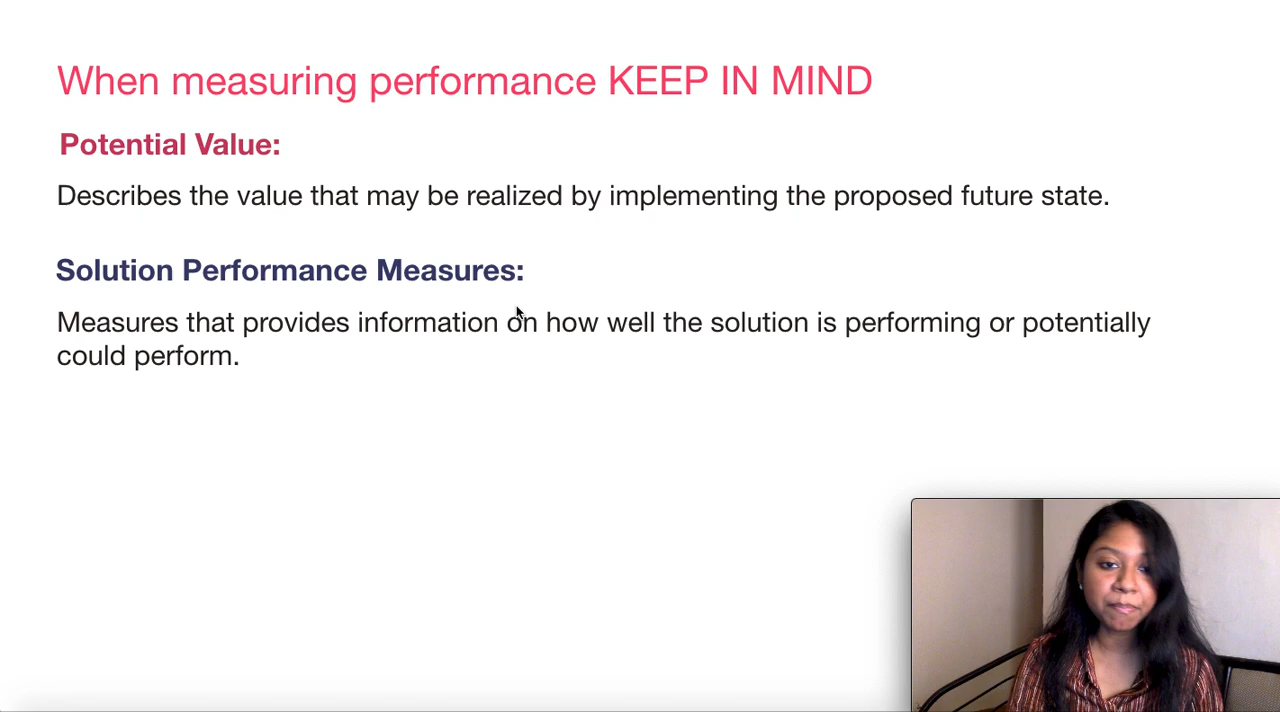 When measuring performance KEEP IN MIND
Potential Value:
Describes the value that may be realized by implementing the proposed future state.
Solution Performance Measures:
Measures that provides information on how well the solution is performing or potentially
could perform.